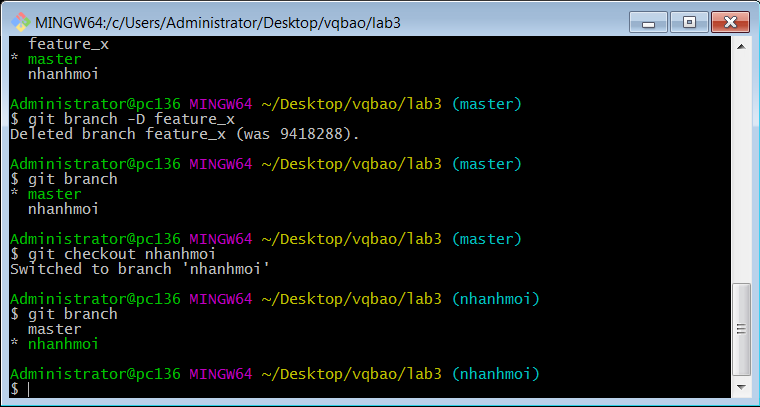 MINGW64:/c/Users/Administrator/Desktop/vqbao/lab3
  feature_x
* master
  nhanhmoi

Administrator@pc136 MINGW64 ~/Desktop/vqbao/lab3 (master)
$ git branch -D feature_x
Deleted branch feature_x (was 9418288).

Administrator@pc136 MINGW64 ~/Desktop/vqbao/lab3 (master)
$ git branch
* master
  nhanhmoi

Administrator@pc136 MINGW64 ~/Desktop/vqbao/lab3 (master)
$ git checkout nhanhmoi
Switched to branch 'nhanhmoi'

Administrator@pc136 MINGW64 ~/Desktop/vqbao/lab3 (nhanhmoi)
$ git branch
  master
* nhanhmoi

Administrator@pc136 MINGW64 ~/Desktop/vqbao/lab3 (nhanhmoi)
$